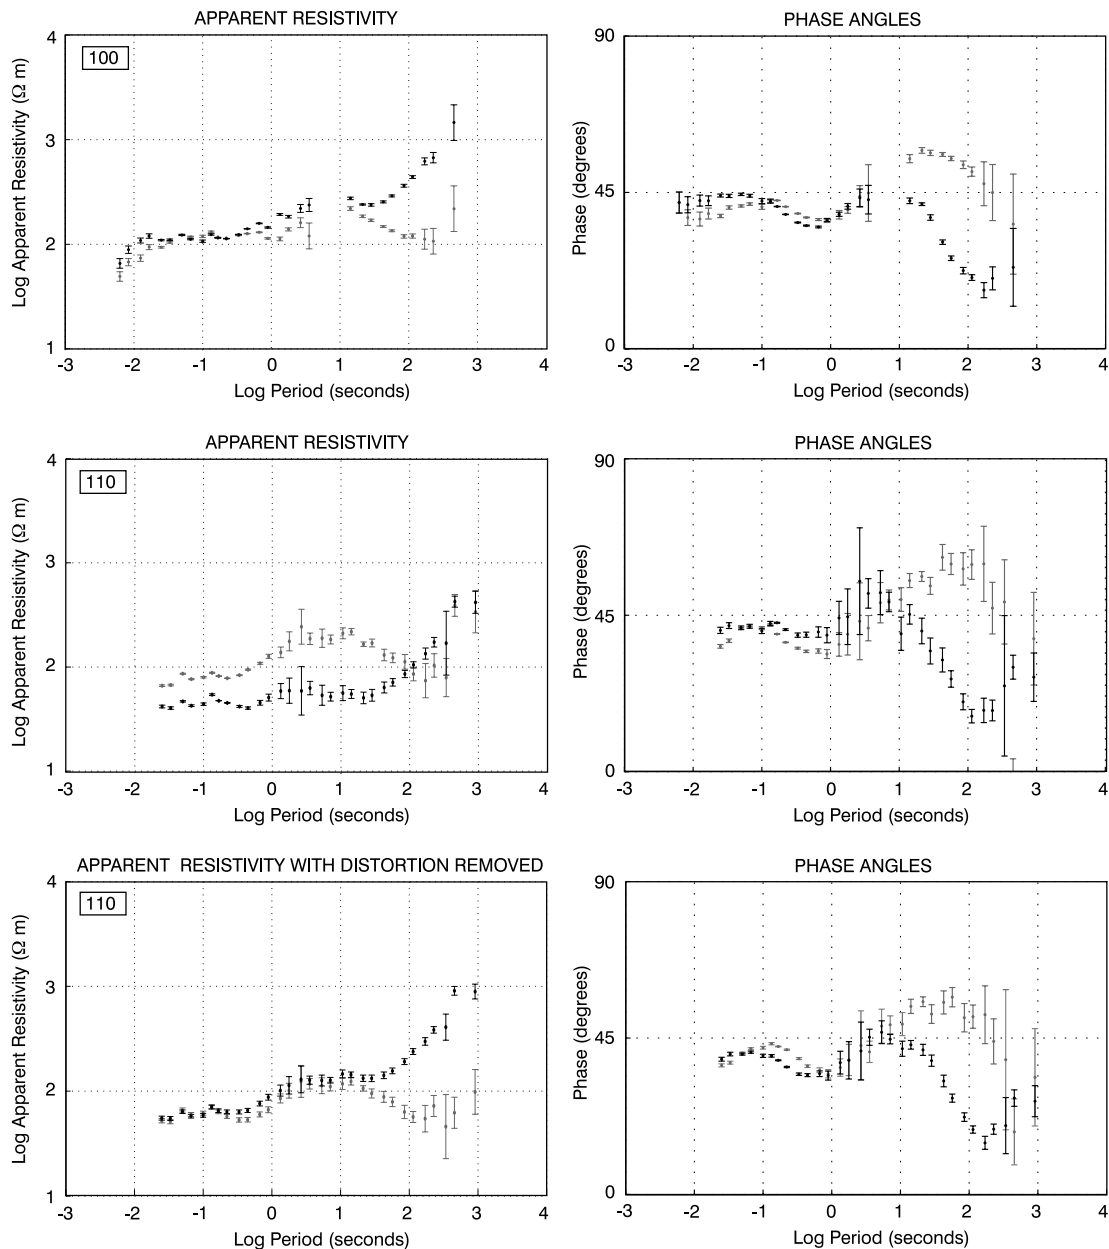 APPARENT RESISTIVITY
PHASE ANGLES
100
Log Apparent Resistivity (Ω m)
4
3
2
1
-3 -2 -1 0 1 2 3 4
Log Period (seconds)
Phase (degrees)
90
45
0
-3 -2 -1 0 1 2 3 4
Log Period (seconds)
APPARENT RESISTIVITY
PHASE ANGLES
110
Log Apparent Resistivity (Ω m)
4
3
2
1
-3 -2 -1 0 1 2 3 4
Log Period (seconds)
Phase (degrees)
90
45
0
-3 -2 -1 0 1 2 3 4
Log Period (seconds)
APPARENT RESISTIVITY WITH DISTORTION REMOVED
PHASE ANGLES
110
Log Apparent Resistivity (Ω m)
4
3
2
1
-3 -2 -1 0 1 2 3 4
Log Period (seconds)
Phase (degrees)
90
45
0
-3 -2 -1 0 1 2 3 4
Log Period (seconds)